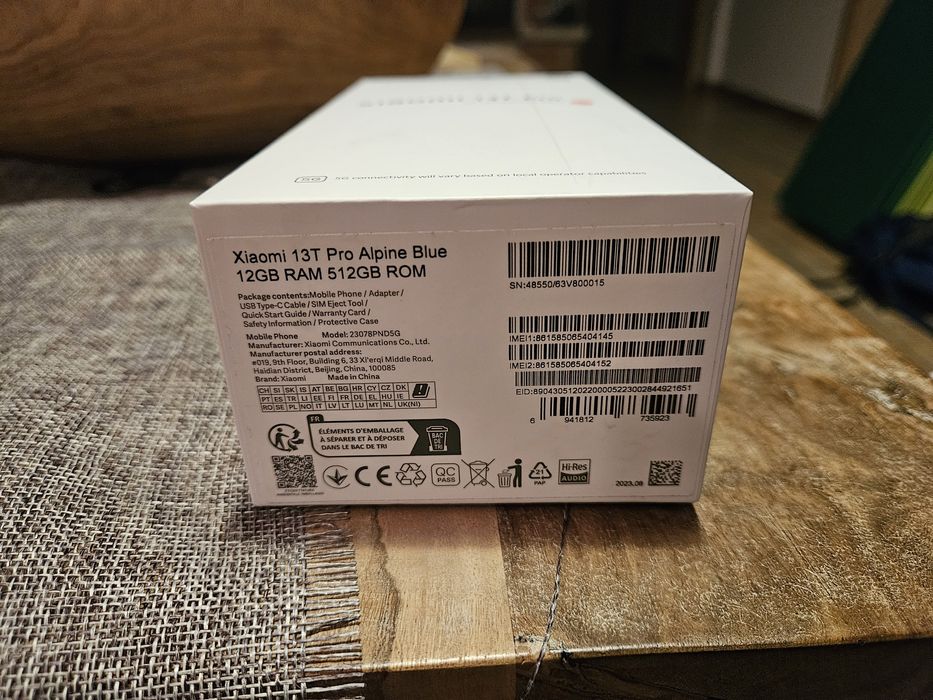 5G 5G connectivity will vary based on local operator capabilities
Xiaomi 13T Pro Alpine Blue
12GB RAM 512GB ROM
Package contents:Mobile Phone / Adapter /
USB Type-C Cable / SIM Eject Tool /
Quick Start Guide / Warranty Card /
Safety Information / Protective Case
Mobile Phone Model: 23078PND5G
Manufacturer: Xiaomi Communications Co., Ltd.
Manufacturer postal address:
#019, 9th Floor, Building 6, 33 Xi'erqi Middle Road,
Haidian District, Beijing, China, 100085
Brand: Xiaomi Made in China
CH SI SK IS AT BE BG HR CY CZ DK
PT ES TR LI EE FI FR DE EL HU IE
RO SE PL NO IT LV LT LU MT NL UK(NI)
FR
ÉLÉMENTS D'EMBALLAGE
À SÉPARER ET À DÉPOSER
DANS LE BAC DE TRI
BAC
DE
TRI
SN:48550/63V800015
IMEI1:861585065404145
IMEI2:861585065404152
EID:89043051202200005223002844921651
6 941812 735923
CE
QC
PASS
21
PAP
Hi-Res
AUDIO
2023.08